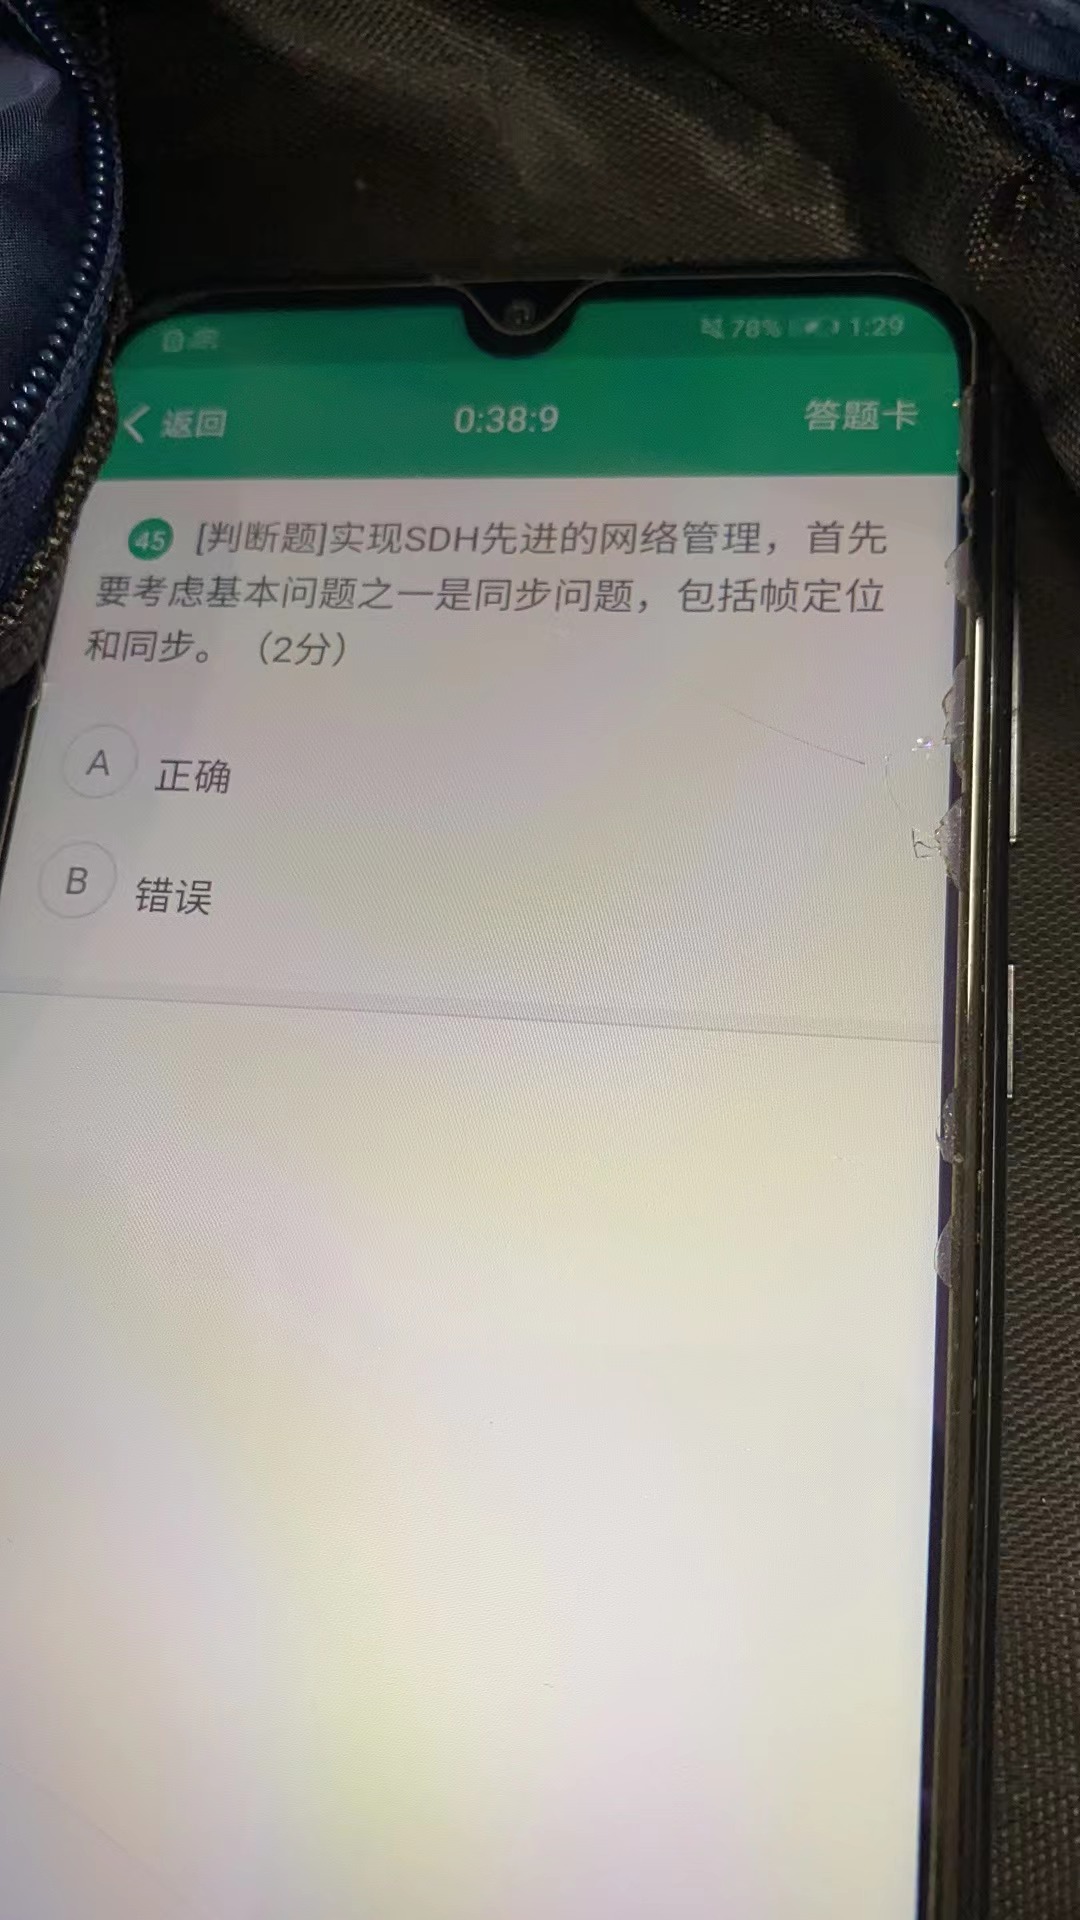 78% 1:29
返回 0:38:9 答题卡
45 [判断题]实现SDH先进的网络管理，首先
要考虑基本问题之一是同步问题，包括帧定位
和同步。（2分）
A 正确
B 错误